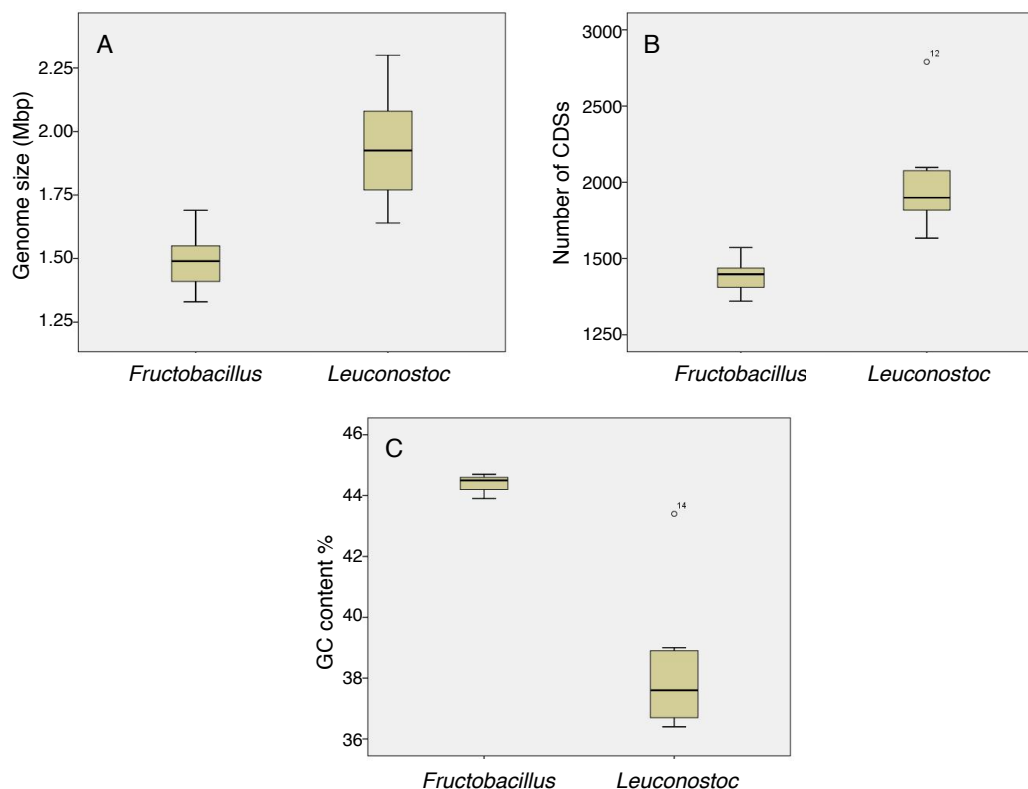 A
Genome size (Mbp)
2.25
2.00
1.75
1.50
1.25
Fructobacillus
Leuconostoc
B
Number of CDSs
3000
2500
2000
1500
1250
12
Fructobacillus
Leuconostoc
C
GC content %
46
44
42
40
38
36
14
Fructobacillus
Leuconostoc